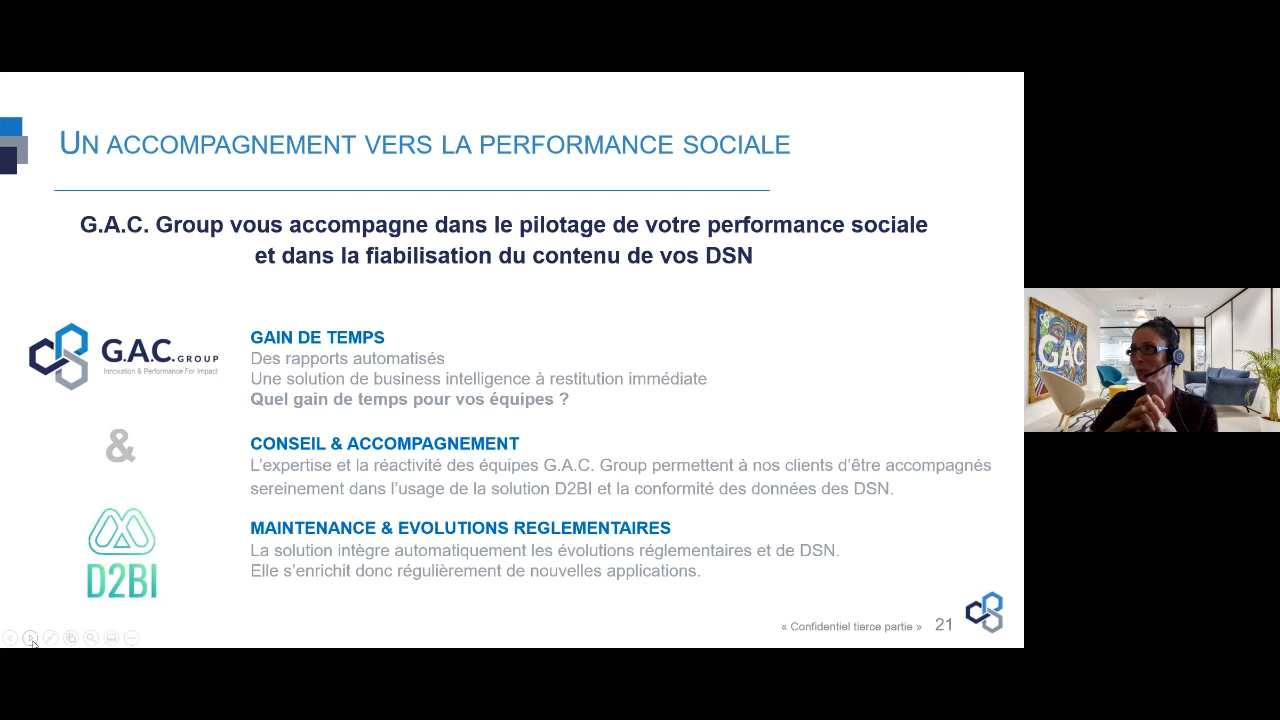 UN ACCOMPAGNEMENT VERS LA PERFORMANCE SOCIALE
G.A.C. Group vous accompagne dans le pilotage de votre performance sociale
et dans la fiabilisation du contenu de vos DSN
G.A.C. GROUP
Innovation & Performance For Impact
GAIN DE TEMPS
Des rapports automatisés
Une solution de business intelligence à restitution immédiate
Quel gain de temps pour vos équipes ?
&
CONSEIL & ACCOMPAGNEMENT
L’expertise et la réactivité des équipes G.A.C. Group permettent à nos clients d’être accompagnés
sereinement dans l’usage de la solution D2BI et la conformité des données des DSN.
D2BI
MAINTENANCE & EVOLUTIONS REGLEMENTAIRES
La solution intègre automatiquement les évolutions réglementaires et de DSN.
Elle s’enrichit donc régulièrement de nouvelles applications.
« Confidentiel tierce partie » 21
GAC